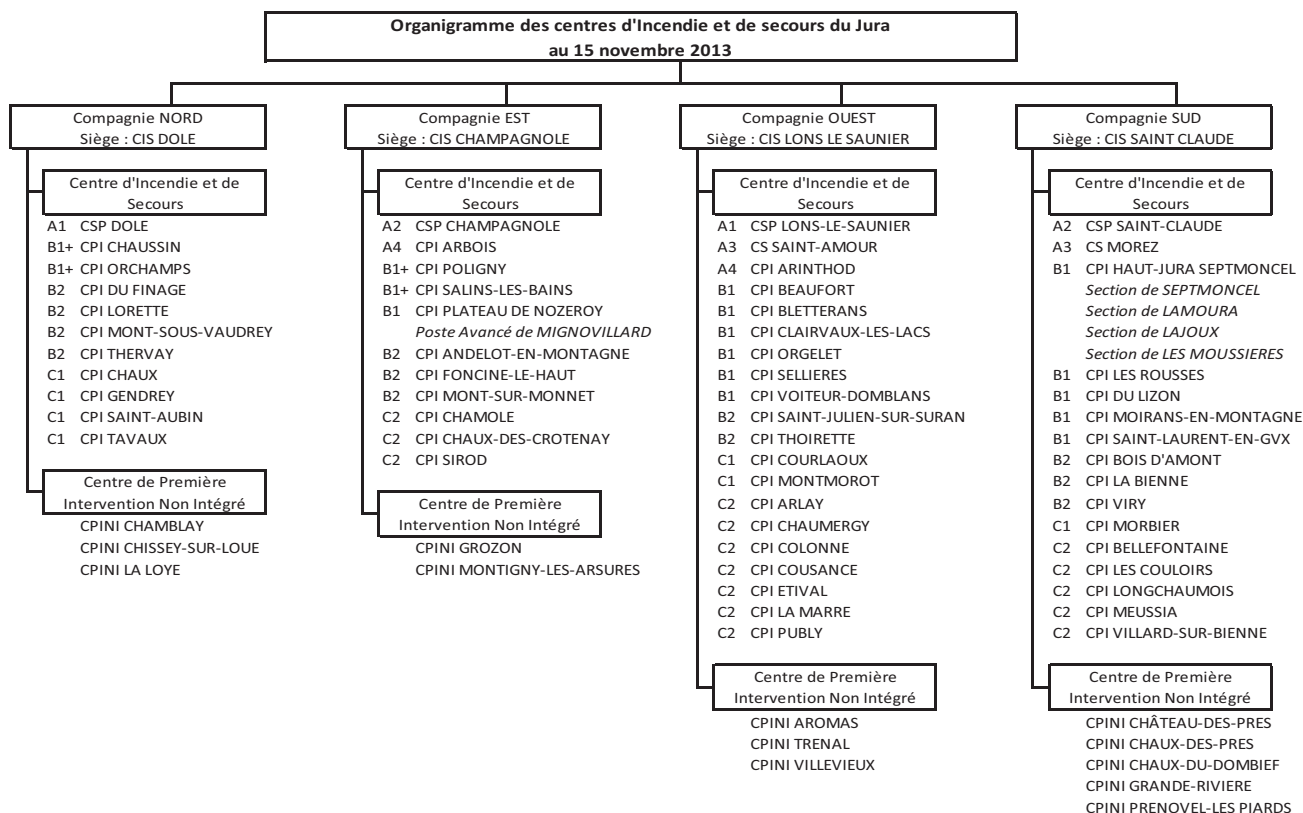 Organigramme des centres d'Incendie et de secours du Jura
au 15 novembre 2013
Compagnie NORD
Siège : CIS DOLE
Centre d'Incendie et de
Secours
A1 CSP DOLE
B1+ CPI CHAUSSIN
B1+ CPI ORCHAMPS
B2 CPI DU FINAGE
B2 CPI LORETTE
B2 CPI MONT-SOUS-VAUDREY
B2 CPI THERVAY
C1 CPI CHAUX
C1 CPI GENDREY
C1 CPI SAINT-AUBIN
C1 CPI TAVAUX
Centre de Première
Intervention Non Intégré
CPINI CHAMBLAY
CPINI CHISSEY-SUR-LOUE
CPINI LA LOYE
Compagnie EST
Siège : CIS CHAMPAGNOLE
Centre d'Incendie et de
Secours
A2 CSP CHAMPAGNOLE
A4 CPI ARBOIS
B1+ CPI POLIGNY
B1+ CPI SALINS-LES-BAINS
B1 CPI PLATEAU DE NOZEROY
Poste Avancé de MIGNOVILLARD
B2 CPI ANDELOT-EN-MONTAGNE
B2 CPI FONCINE-LE-HAUT
B2 CPI MONT-SUR-MONNET
C2 CPI CHAMOLE
C2 CPI CHAUX-DES-CROTENAY
C2 CPI SIROD
Centre de Première
Intervention Non Intégré
CPINI GROZON
CPINI MONTIGNY-LES-ARSURES
Compagnie OUEST
Siège : CIS LONS LE SAUNIER
Centre d'Incendie et de
Secours
A1 CSP LONS-LE-SAUNIER
A3 CS SAINT-AMOUR
A4 CPI ARINTHOD
B1 CPI BEAUFORT
B1 CPI BLETTERANS
B1 CPI CLAIRVAUX-LES-LACS
B1 CPI ORGELET
B1 CPI SELLIERES
B1 CPI VOITEUR-DOMBLANS
B2 CPI SAINT-JULIEN-SUR-SURAN
B2 CPI THOIRETTE
C1 CPI COURLAOUX
C1 CPI MONTMOROT
C2 CPI ARLAY
C2 CPI CHAUMERGY
C2 CPI COLONNE
C2 CPI COUSANCE
C2 CPI ETIVAL
C2 CPI LA MARRE
C2 CPI PUBLY
Centre de Première
Intervention Non Intégré
CPINI AROMAS
CPINI TRENAL
CPINI VILLEVIEUX
Compagnie SUD
Siège : CIS SAINT CLAUDE
Centre d'Incendie et de
Secours
A2 CSP SAINT-CLAUDE
A3 CS MOREZ
B1 CPI HAUT-JURA SEPTMONCEL
Section de SEPTMONCEL
Section de LAMOURA
Section de LAJOUX
Section de LES MOUSSIERES
B1 CPI LES ROUSSES
B1 CPI DU LIZON
B1 CPI MOIRANS-EN-MONTAGNE
B1 CPI SAINT-LAURENT-EN-GVX
B2 CPI BOIS D'AMONT
B2 CPI LA BIENNE
B2 CPI VIRY
C1 CPI MORBIER
C2 CPI BELLEFONTAINE
C2 CPI LES COULOIRS
C2 CPI LONGCHAUMOIS
C2 CPI MEUSSIA
C2 CPI VILLARD-SUR-BIENNE
Centre de Première
Intervention Non Intégré
CPINI CHÂTEAU-DES-PRES
CPINI CHAUX-DES-PRES
CPINI CHAUX-DU-DOMBIEF
CPINI GRANDE-RIVIERE
CPINI PRENOVEL-LES PIARDS